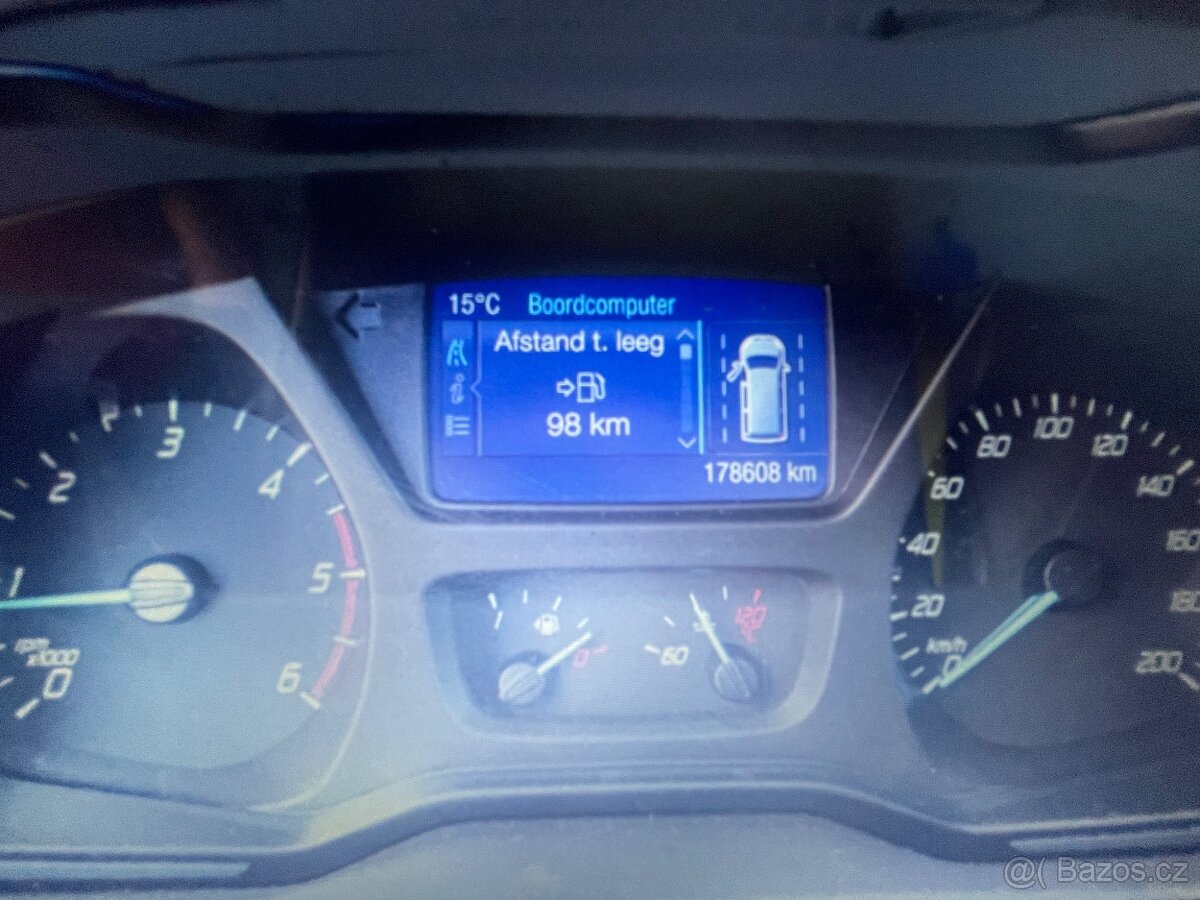 15°C Boordcomputer
Afstand t. leeg
98 km
178608 km
1 2 3 4 5 6
rpm
x1000
0
0
60
120
°C
0 20 40 60 80 100 120 140 160 180 200
km/h
@( Bazos.cz